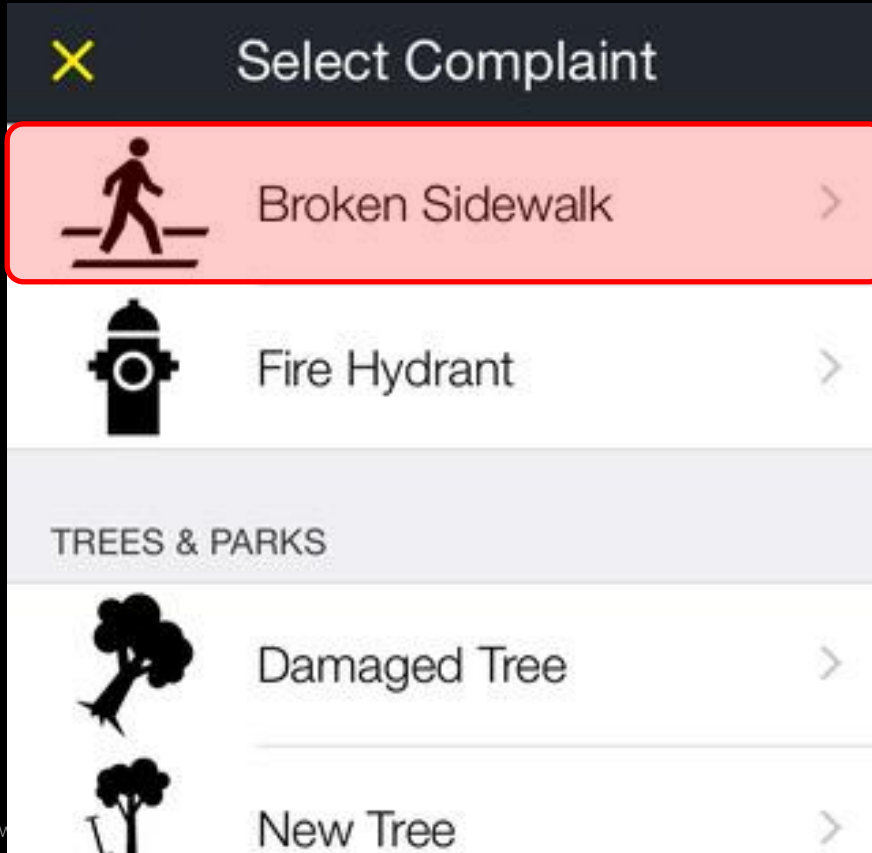 Select Complaint
Broken Sidewalk
Fire Hydrant
TREES & PARKS
Damaged Tree
New Tree